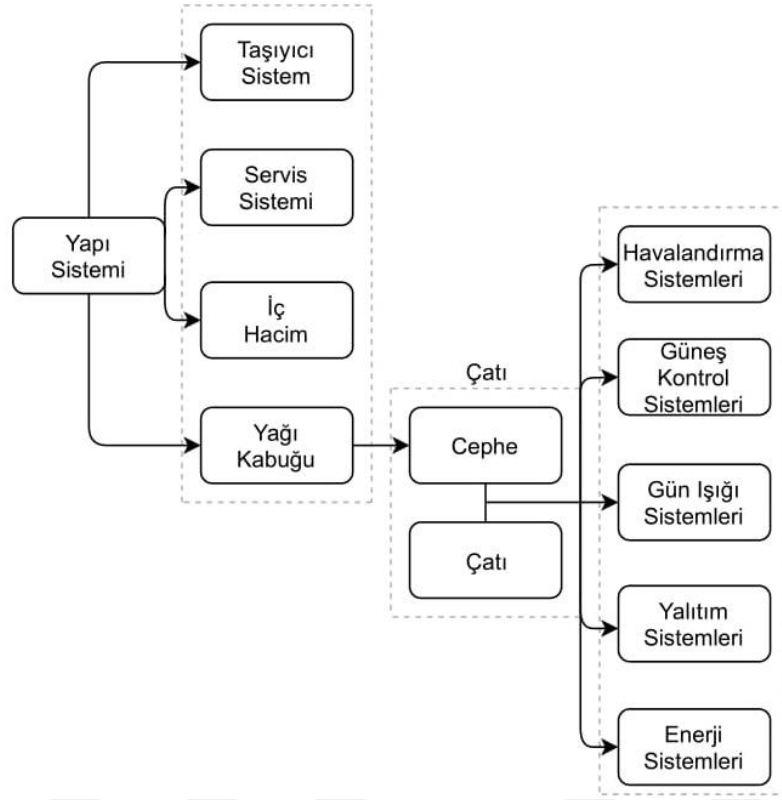 Taşıyıcı
Sistem
Servis
Sistemi
Yapı
Sistemi
İç
Hacim
Yağı
Kabuğu
Çatı
Cephe
Çatı
Havalandırma
Sistemleri
Güneş
Kontrol
Sistemleri
Gün Işığı
Sistemleri
Yalıtım
Sistemleri
Enerji
Sistemleri